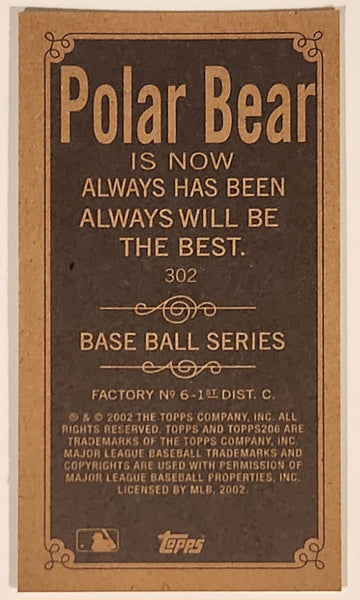 Polar Bear
IS NOW
ALWAYS HAS BEEN
ALWAYS WILL BE
THE BEST.
302
BASE BALL SERIES
FACTORY Nº 6-1ST DIST. C.
® & © 2002 THE TOPPS COMPANY, INC. ALL
RIGHTS RESERVED. TOPPS AND TOPPS206 ARE
TRADEMARKS OF THE TOPPS COMPANY, INC.
MAJOR LEAGUE BASEBALL TRADEMARKS AND
COPYRIGHTS ARE USED WITH PERMISSION OF
MAJOR LEAGUE BASEBALL PROPERTIES, INC.
LICENSED BY MLB, 2002.
topps